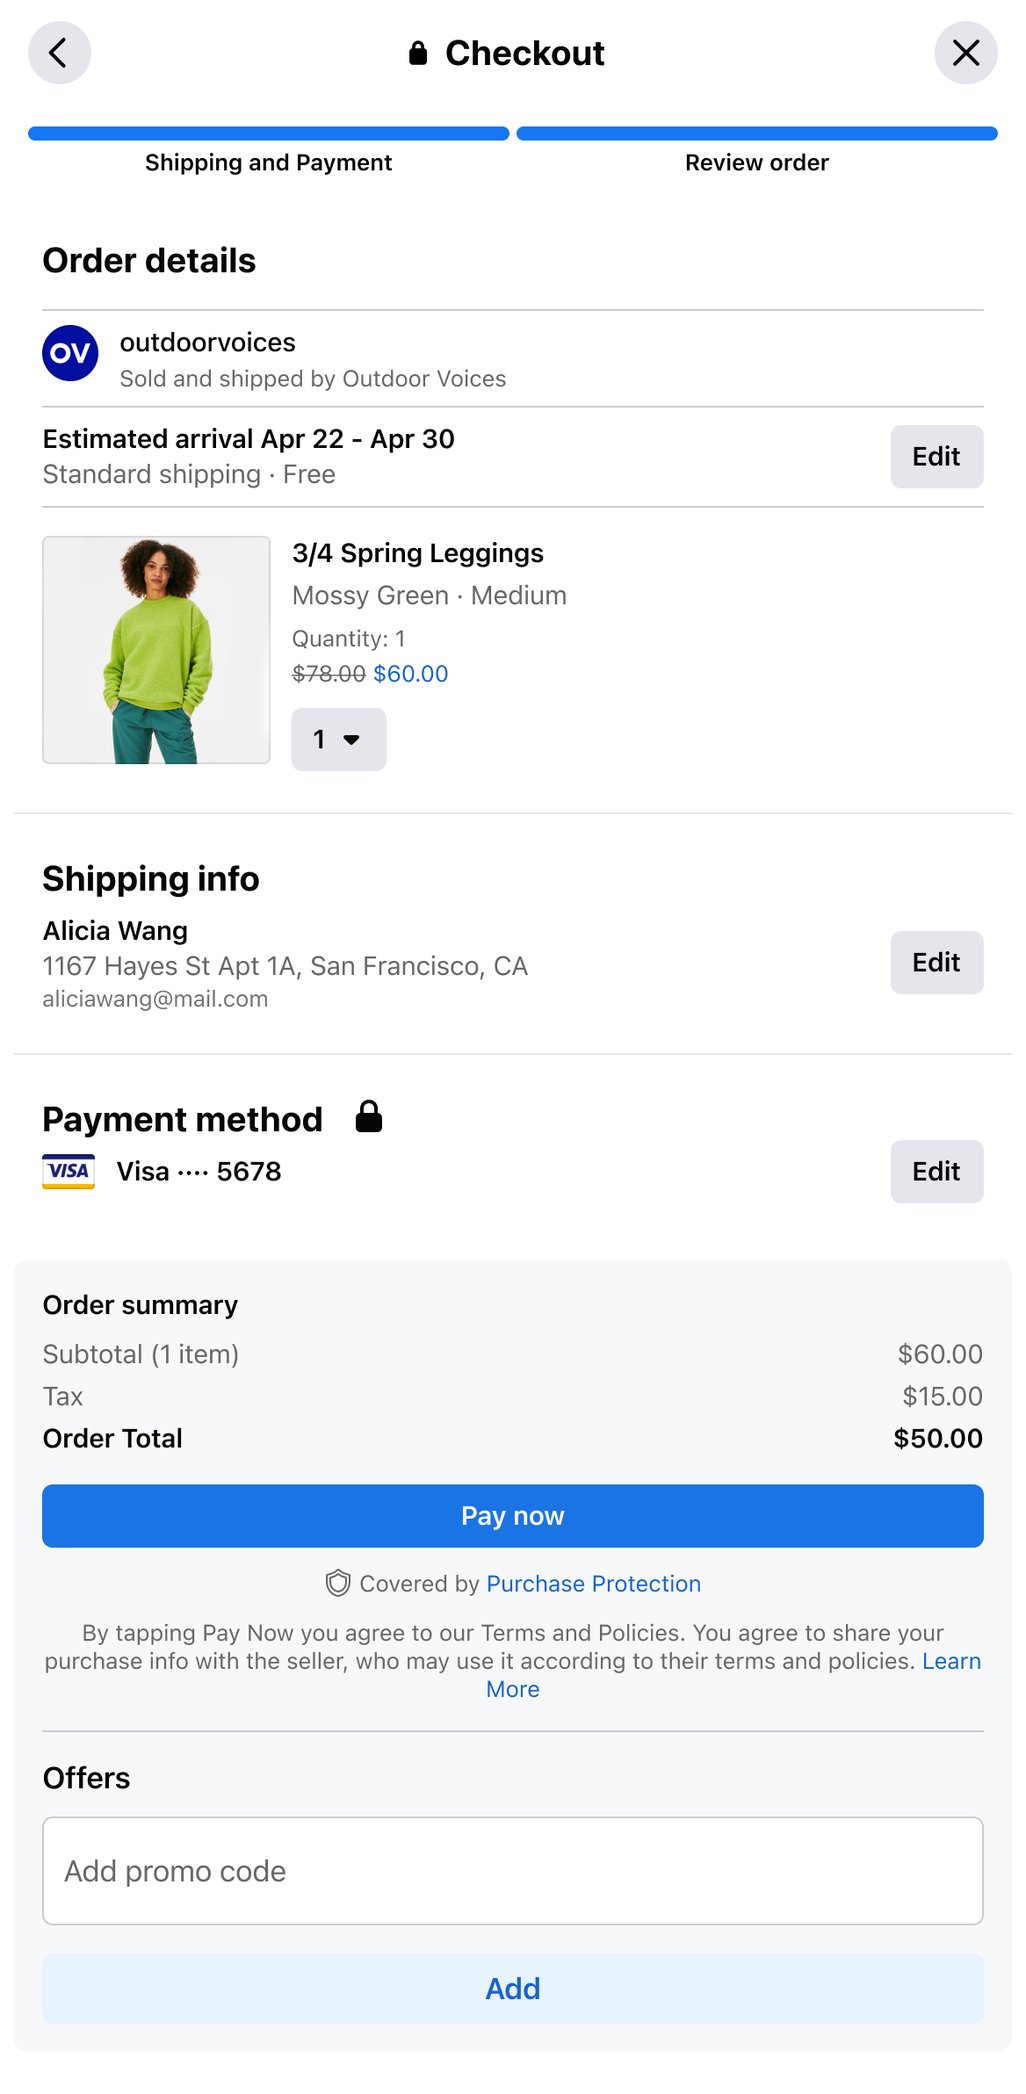 Checkout
Shipping and Payment
Review order
Order details
OV
outdoorvoices
Sold and shipped by Outdoor Voices
Estimated arrival Apr 22 - Apr 30
Standard shipping · Free
Edit
3/4 Spring Leggings
Mossy Green · Medium
Quantity: 1
$78.00 $60.00
1
Shipping info
Alicia Wang
1167 Hayes St Apt 1A, San Francisco, CA
aliciawang@mail.com
Edit
Payment method
VISA Visa ···· 5678
Edit
Order summary
Subtotal (1 item) $60.00
Tax $15.00
Order Total $50.00
Pay now
Covered by Purchase Protection
By tapping Pay Now you agree to our Terms and Policies. You agree to share your
purchase info with the seller, who may use it according to their terms and policies. Learn
More
Offers
Add promo code
Add